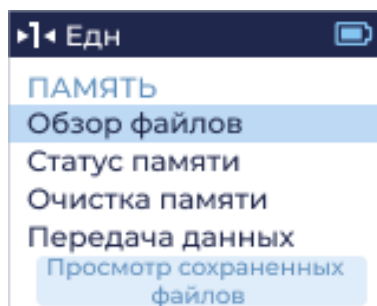 Едн
ПАМЯТЬ
Обзор файлов
Статус памяти
Очистка памяти
Передача данных
Просмотр сохраненных
файлов